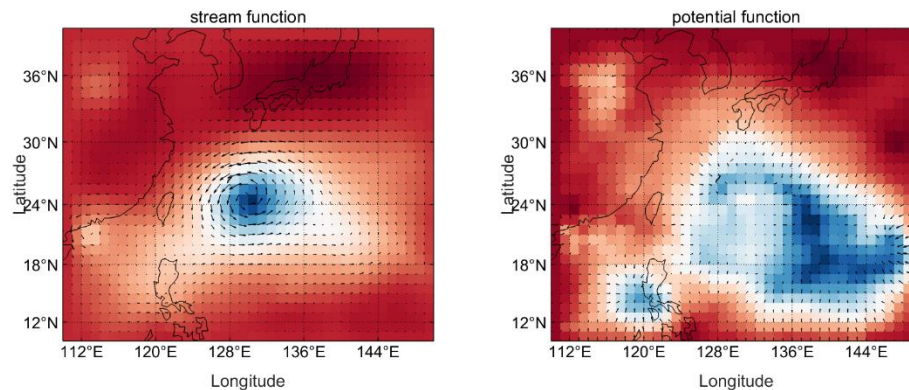 stream function
36°N
30°N
24°N
18°N
12°N
Latitude
112°E 120°E 128°E 136°E 144°E
Longitude
potential function
36°N
30°N
24°N
18°N
12°N
Latitude
112°E 120°E 128°E 136°E 144°E
Longitude